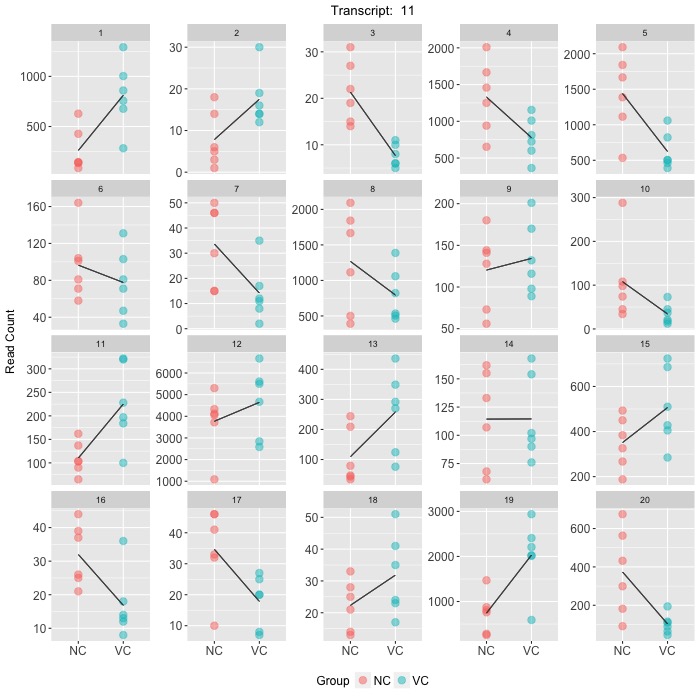 Transcript: 11
1 2 3 4 5
1000 500
30 20 10 0
30 20 10
2000 1500 1000 500
2000 1500 1000 500
6 7 8 9 10
160 120 80 40
50 40 30 20 10 0
2000 1500 1000 500
200 150 100 50
300 200 100 0
Read Count
11 12 13 14 15
300 250 200 150 100
6000 5000 4000 3000 2000 1000
400 300 200 100
150 125 100 75
600 400 200
16 17 18 19 20
40 30 20 10
40 30 20 10
50 40 30 20
3000 2000 1000
600 400 200
NC VC NC VC NC VC NC VC NC VC
Group NC VC